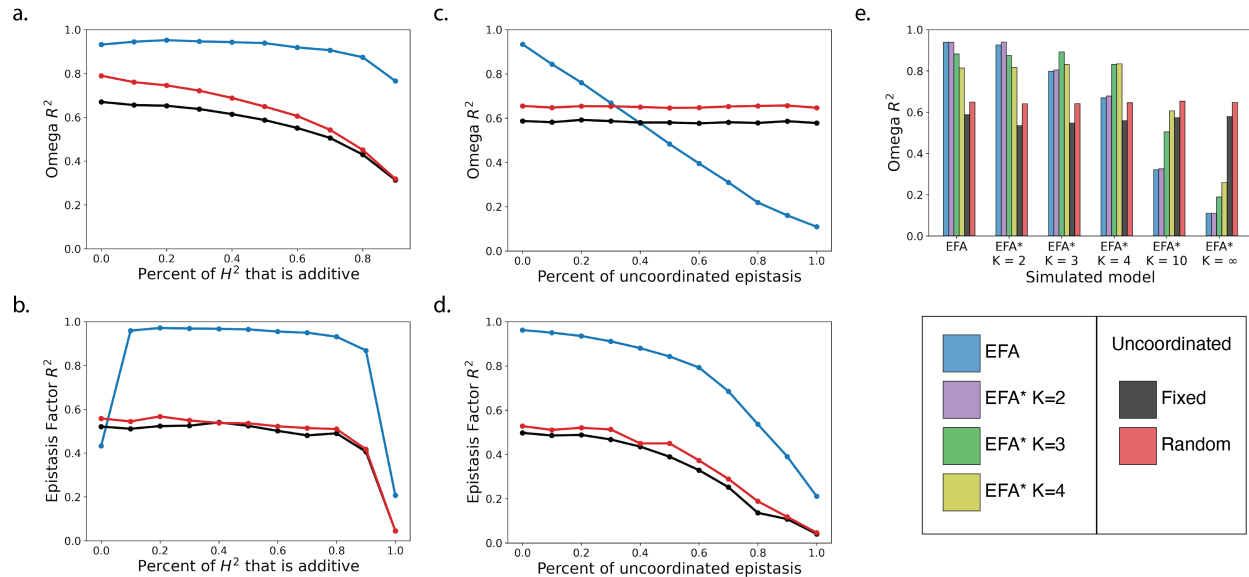 a.
1.0
0.8
0.6
0.4
0.2
0.0
Omega R²
0.0 0.2 0.4 0.6 0.8
Percent of H² that is additive
b.
1.0
0.8
0.6
0.4
0.2
0.0
Epistasis Factor R²
0.0 0.2 0.4 0.6 0.8 1.0
Percent of H² that is additive
c.
1.0
0.8
0.6
0.4
0.2
0.0
Omega R²
0.0 0.2 0.4 0.6 0.8 1.0
Percent of uncoordinated epistasis
d.
1.0
0.8
0.6
0.4
0.2
0.0
Epistasis Factor R²
0.0 0.2 0.4 0.6 0.8 1.0
Percent of uncoordinated epistasis
e.
1.0
0.8
0.6
0.4
0.2
0.0
Omega R²
EFA EFA* EFA* EFA* EFA* EFA*
K = 2 K = 3 K = 4 K = 10 K = ∞
Simulated model
EFA
EFA* K=2
EFA* K=3
EFA* K=4
Uncoordinated
Fixed
Random